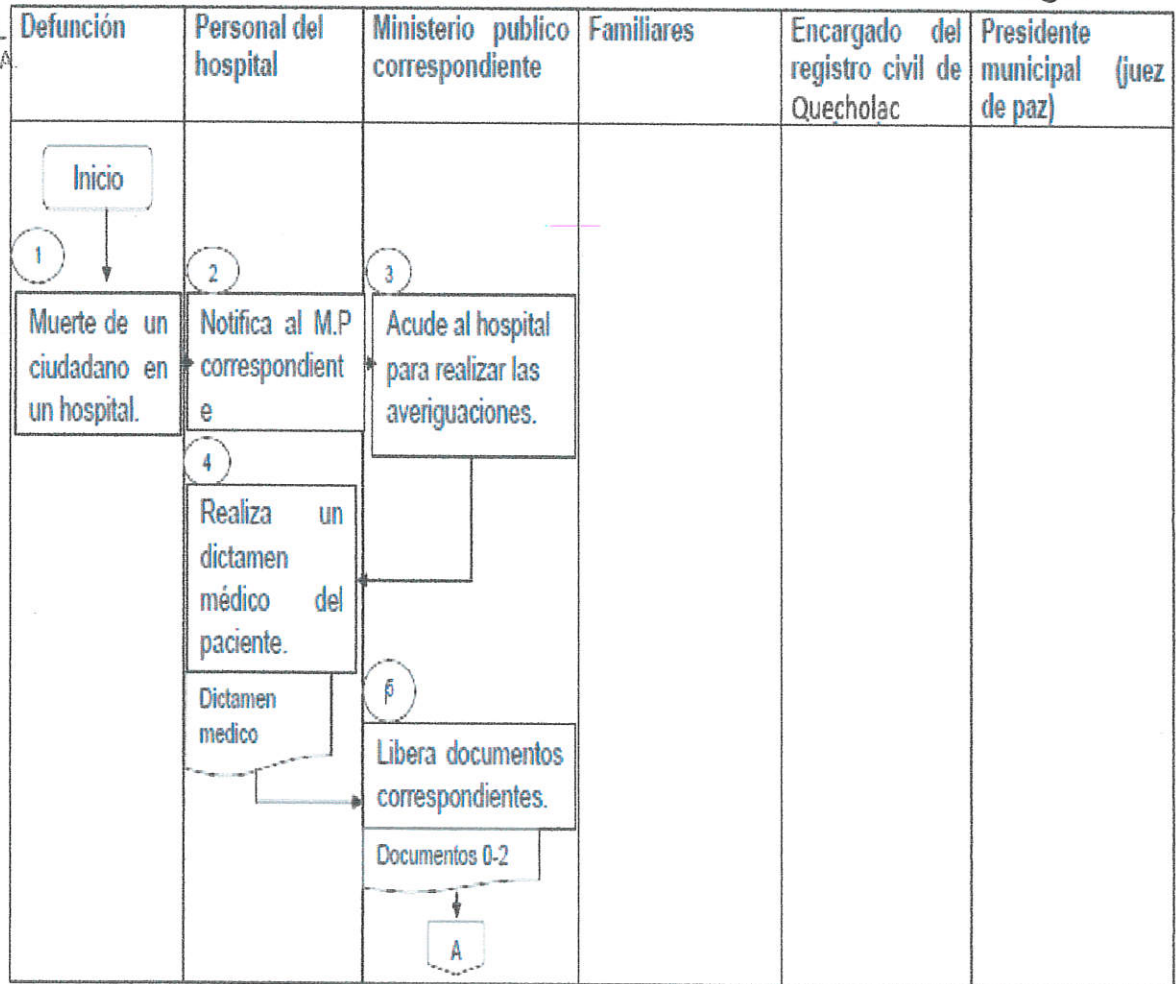 Defunción
Personal del
hospital
Ministerio publico
correspondiente
Familiares
Encargado del
registro civil de
Quecholac
Presidente
municipal (juez
de paz)
A.
Inicio
1
2
3
Muerte de un
ciudadano en
un hospital.
Notifica al M.P
correspondient
e
Acude al hospital
para realizar las
averiguaciones.
4
Realiza un
dictamen
médico del
paciente.
Dictamen
medico
5
Libera documentos
correspondientes.
Documentos 0-2
A